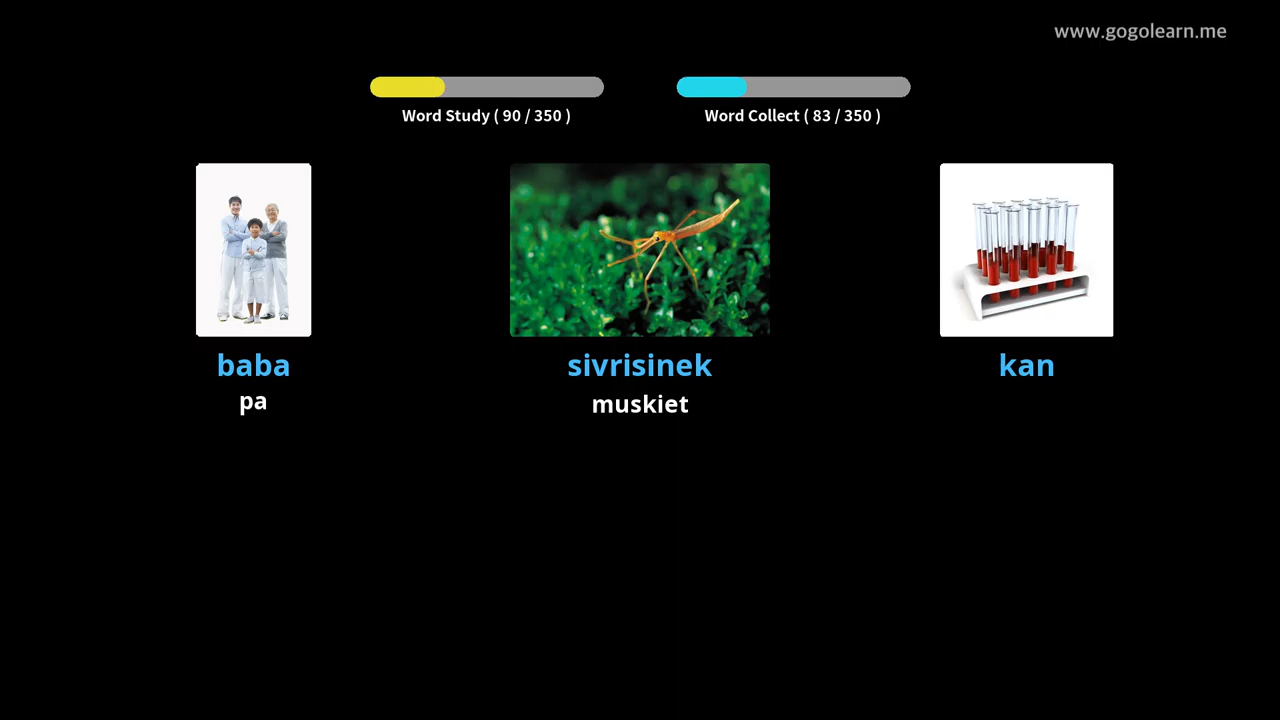 www.gogolearn.me
Word Study ( 90 / 350 )
Word Collect ( 83 / 350 )
baba
sivrisinek
kan
pa
muskiet